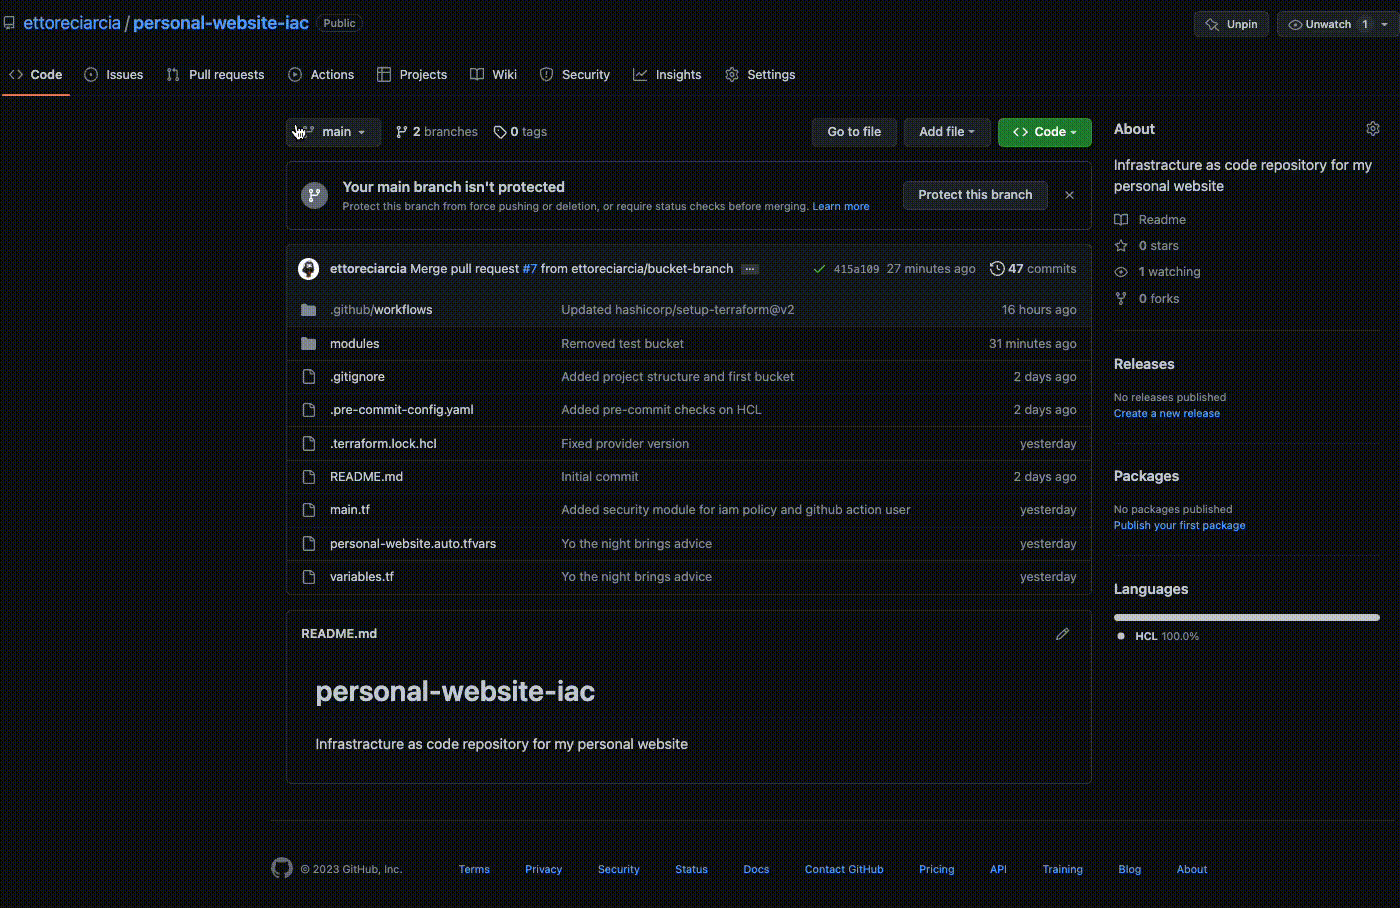 ettoreciarcia / personal-website-iac Public
Unpin Unwatch 1
Code Issues Pull requests Actions Projects Wiki Security Insights Settings
main 2 branches 0 tags Go to file Add file Code
Your main branch isn't protected
Protect this branch from force pushing or deletion, or require status checks before merging. Learn more
Protect this branch
ettoreciarcia Merge pull request #7 from ettoreciarcia/bucket-branch ... 415a109 27 minutes ago 47 commits
.github/workflows Updated hashicorp/setup-terraform@v2 16 hours ago
modules Removed test bucket 31 minutes ago
.gitignore Added project structure and first bucket 2 days ago
.pre-commit-config.yaml Added pre-commit checks on HCL 2 days ago
.terraform.lock.hcl Fixed provider version yesterday
README.md Initial commit 2 days ago
main.tf Added security module for iam policy and github action user yesterday
personal-website.auto.tfvars Yo the night brings advice yesterday
variables.tf Yo the night brings advice yesterday
README.md
personal-website-iac
Infrastracture as code repository for my personal website
About
Infrastracture as code repository for my
personal website
Readme
0 stars
1 watching
0 forks
Releases
No releases published
Create a new release
Packages
No packages published
Publish your first package
Languages
HCL 100.0%
© 2023 GitHub, Inc. Terms Privacy Security Status Docs Contact GitHub Pricing API Training Blog About